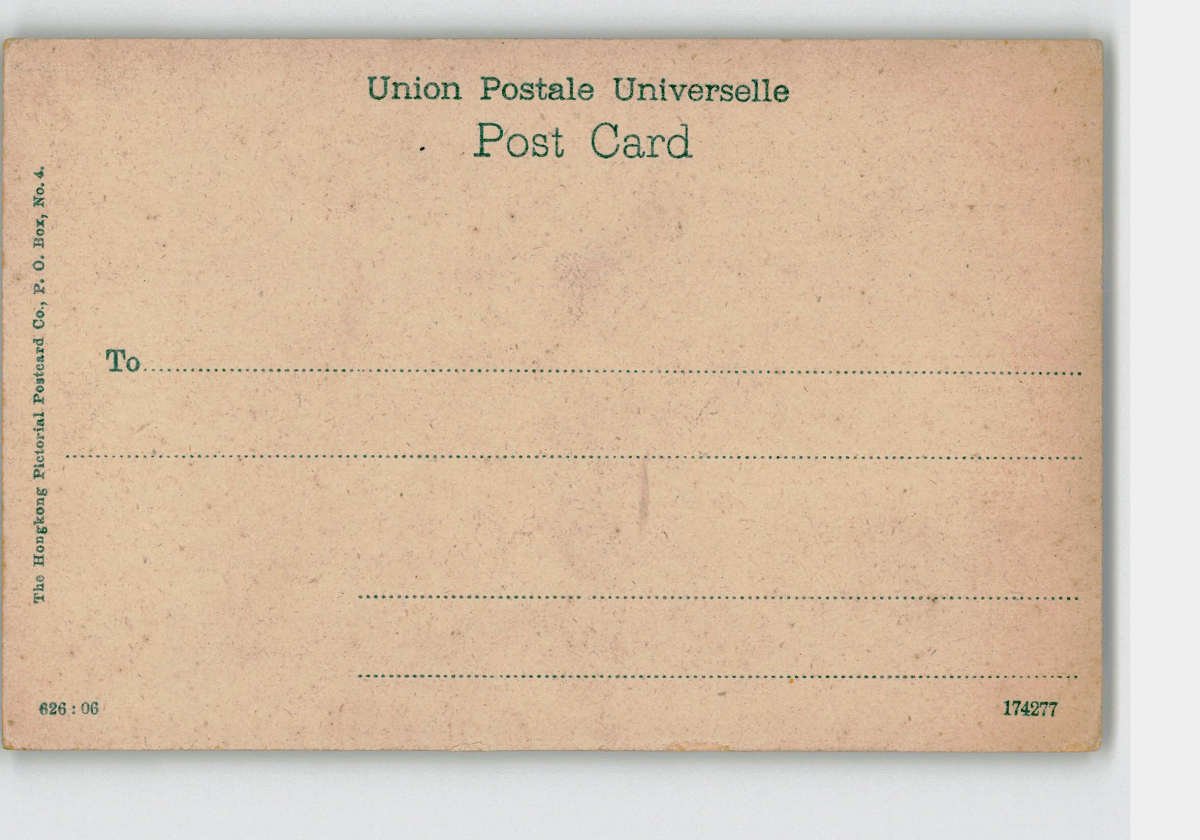 Union Postale Universelle
Post Card
The Hongkong Pictorial Postcard Co., P. O. Box, No. 4.
To
626 : 06
174277